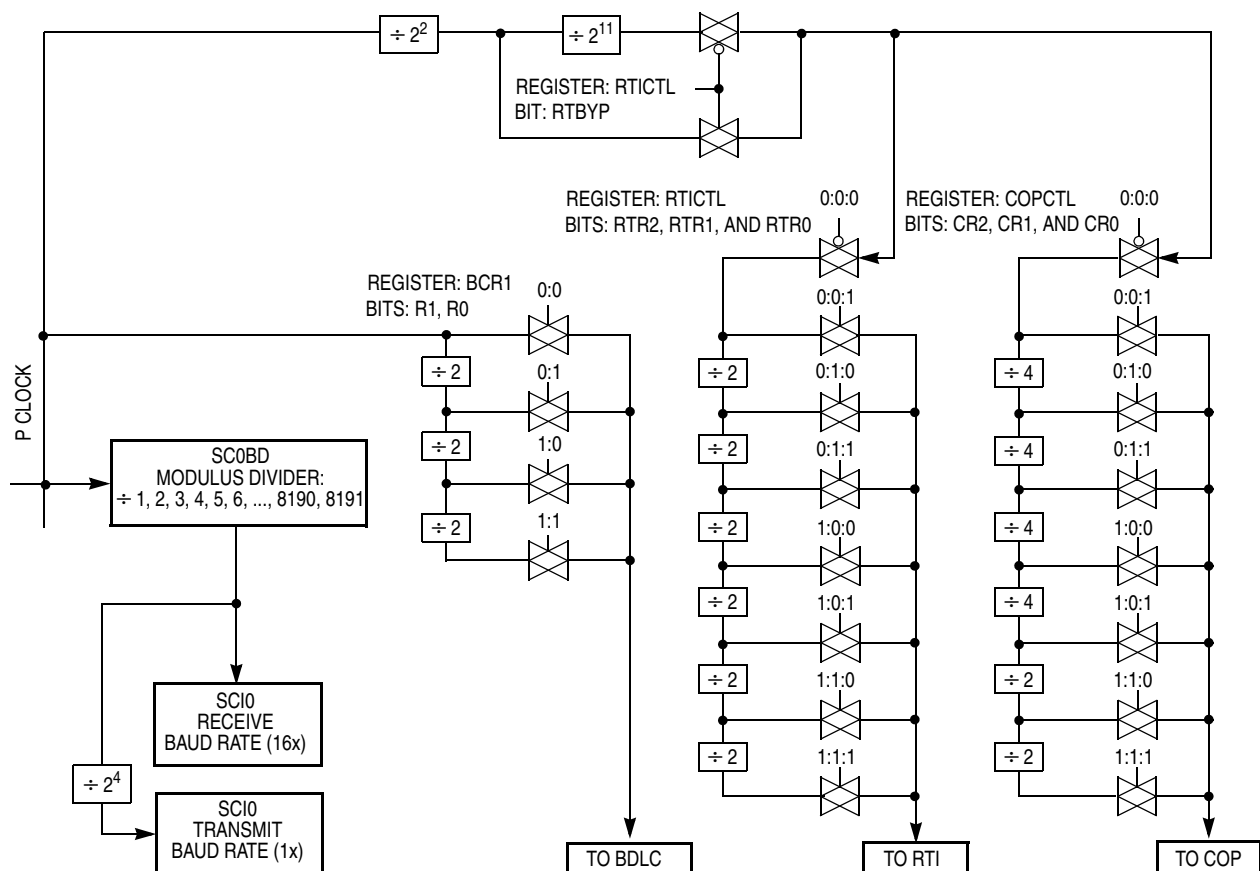 ÷ 2²
÷ 2¹¹
REGISTER: RTICTL
BIT: RTBYP
REGISTER: RTICTL
BITS: RTR2, RTR1, AND RTR0
0:0:0
REGISTER: COPCTL
BITS: CR2, CR1, AND CR0
0:0:0
REGISTER: BCR1
BITS: R1, R0
0:0
0:0:1
0:0:1
÷ 2
÷ 2
÷ 4
0:1
0:1:0
0:1:0
P CLOCK
÷ 2
÷ 2
÷ 4
SC0BD
MODULUS DIVIDER:
÷ 1, 2, 3, 4, 5, 6, ..., 8190, 8191
1:0
0:1:1
0:1:1
÷ 2
÷ 2
÷ 4
1:1
1:0:0
1:0:0
÷ 2
÷ 4
1:0:1
1:0:1
÷ 2
÷ 2
1:1:0
1:1:0
÷ 2
÷ 2
1:1:1
1:1:1
SCI0
RECEIVE
BAUD RATE (16x)
÷ 2⁴
SCI0
TRANSMIT
BAUD RATE (1x)
TO BDLC
TO RTI
TO COP